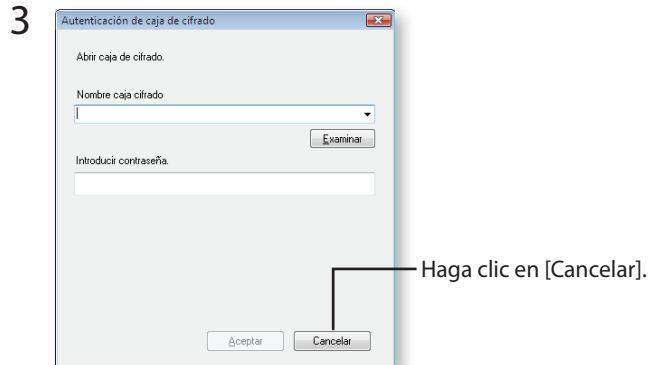 3
Autenticación de caja de cifrado
Abrir caja de cifrado.
Nombre caja cifrado
Examinar
Introducir contraseña.
Haga clic en [Cancelar].
Aceptar Cancelar